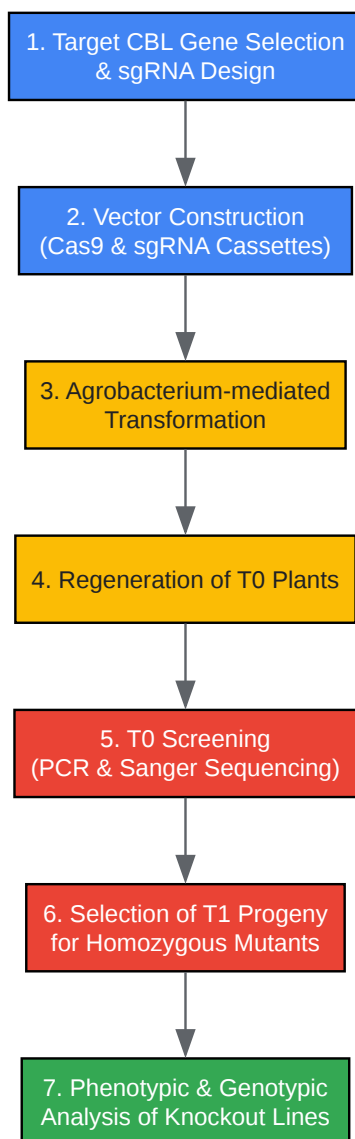 1. Target CBL Gene Selection
& sgRNA Design
2. Vector Construction
(Cas9 & sgRNA Cassettes)
3. Agrobacterium-mediated
Transformation
4. Regeneration of T0 Plants
5. T0 Screening
(PCR & Sanger Sequencing)
6. Selection of T1 Progeny
for Homozygous Mutants
7. Phenotypic & Genotypic
Analysis of Knockout Lines